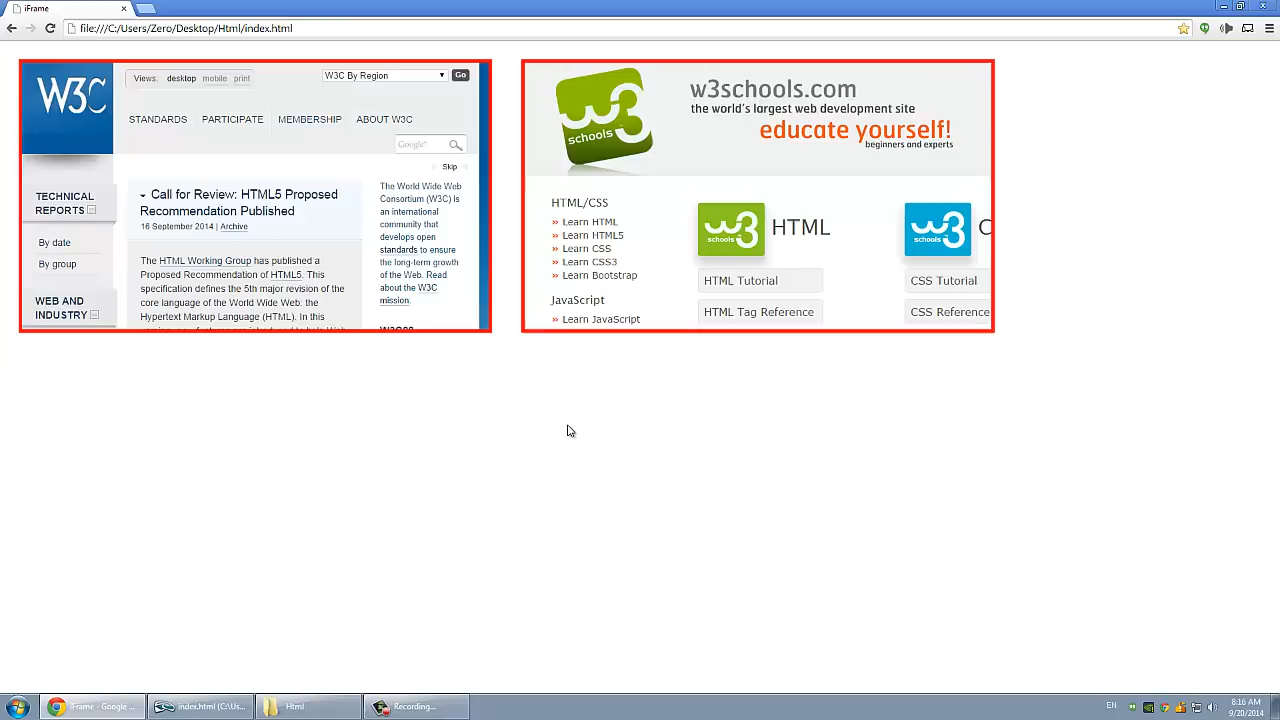 iFrame
file:///C:/Users/Zero/Desktop/Html/index.html
W3C
Views: desktop mobile print
W3C By Region
Go
STANDARDS PARTICIPATE MEMBERSHIP ABOUT W3C
Google™
Skip
TECHNICAL
REPORTS
By date
By group
WEB AND
INDUSTRY
Call for Review: HTML5 Proposed
Recommendation Published
16 September 2014 | Archive
The HTML Working Group has published a
Proposed Recommendation of HTML5. This
specification defines the 5th major revision of the
core language of the World Wide Web: the
Hypertext Markup Language (HTML). In this
The World Wide Web
Consortium (W3C) is
an international
community that
develops open
standards to ensure
the long-term growth
of the Web. Read
about the W3C
mission.
w3
schools
w3schools.com
the world's largest web development site
educate yourself!
beginners and experts
HTML/CSS
» Learn HTML
» Learn HTML5
» Learn CSS
» Learn CSS3
» Learn Bootstrap
JavaScript
» Learn JavaScript
w3
schools
HTML
HTML Tutorial
HTML Tag Reference
w3
schools
C
CSS Tutorial
CSS Reference
iFrame - Google ...
index.html (C:\Us...
Html
Recording...
EN
8:16 AM
9/20/2014